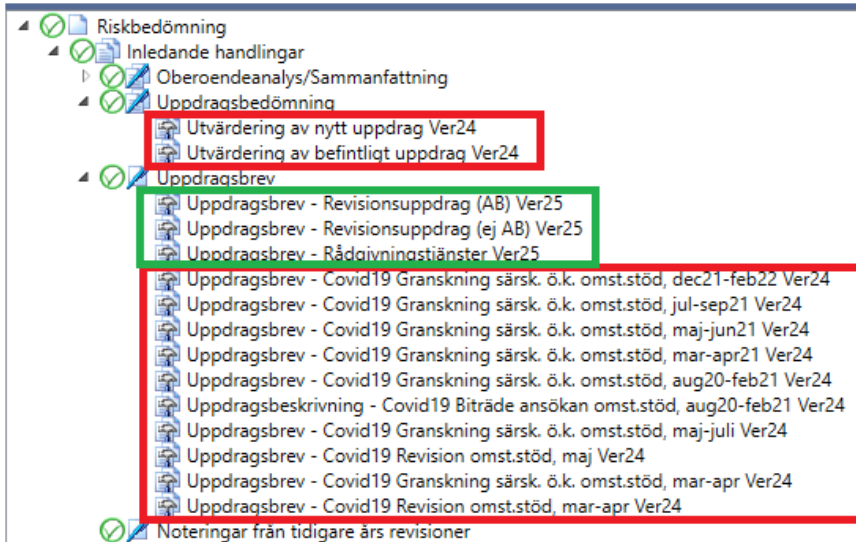 Riskbedömning
Inledande handlingar
Oberoendeanalys/Sammanfattning
Uppdragsbedömning
Utvärdering av nytt uppdrag Ver24
Utvärdering av befintligt uppdrag Ver24
Uppdragsbrev
Uppdragsbrev - Revisionsuppdrag (AB) Ver25
Uppdragsbrev - Revisionsuppdrag (ej AB) Ver25
Uppdragsbrev - Rådgivningstjänster Ver25
Uppdragsbrev - Covid19 Granskning särsk. ö.k. omst.stöd, dec21-feb22 Ver24
Uppdragsbrev - Covid19 Granskning särsk. ö.k. omst.stöd, jul-sep21 Ver24
Uppdragsbrev - Covid19 Granskning särsk. ö.k. omst.stöd, maj-jun21 Ver24
Uppdragsbrev - Covid19 Granskning särsk. ö.k. omst.stöd, mar-apr21 Ver24
Uppdragsbrev - Covid19 Granskning särsk. ö.k. omst.stöd, aug20-feb21 Ver24
Uppdragsbeskrivning - Covid19 Biträde ansökan omst.stöd, aug20-feb21 Ver24
Uppdragsbrev - Covid19 Granskning särsk. ö.k. omst.stöd, maj-juli Ver24
Uppdragsbrev - Covid19 Revision omst.stöd, maj Ver24
Uppdragsbrev - Covid19 Granskning särsk. ö.k. omst.stöd, mar-apr Ver24
Uppdragsbrev - Covid19 Revision omst.stöd, mar-apr Ver24
Noteringar från tidigare års revisioner